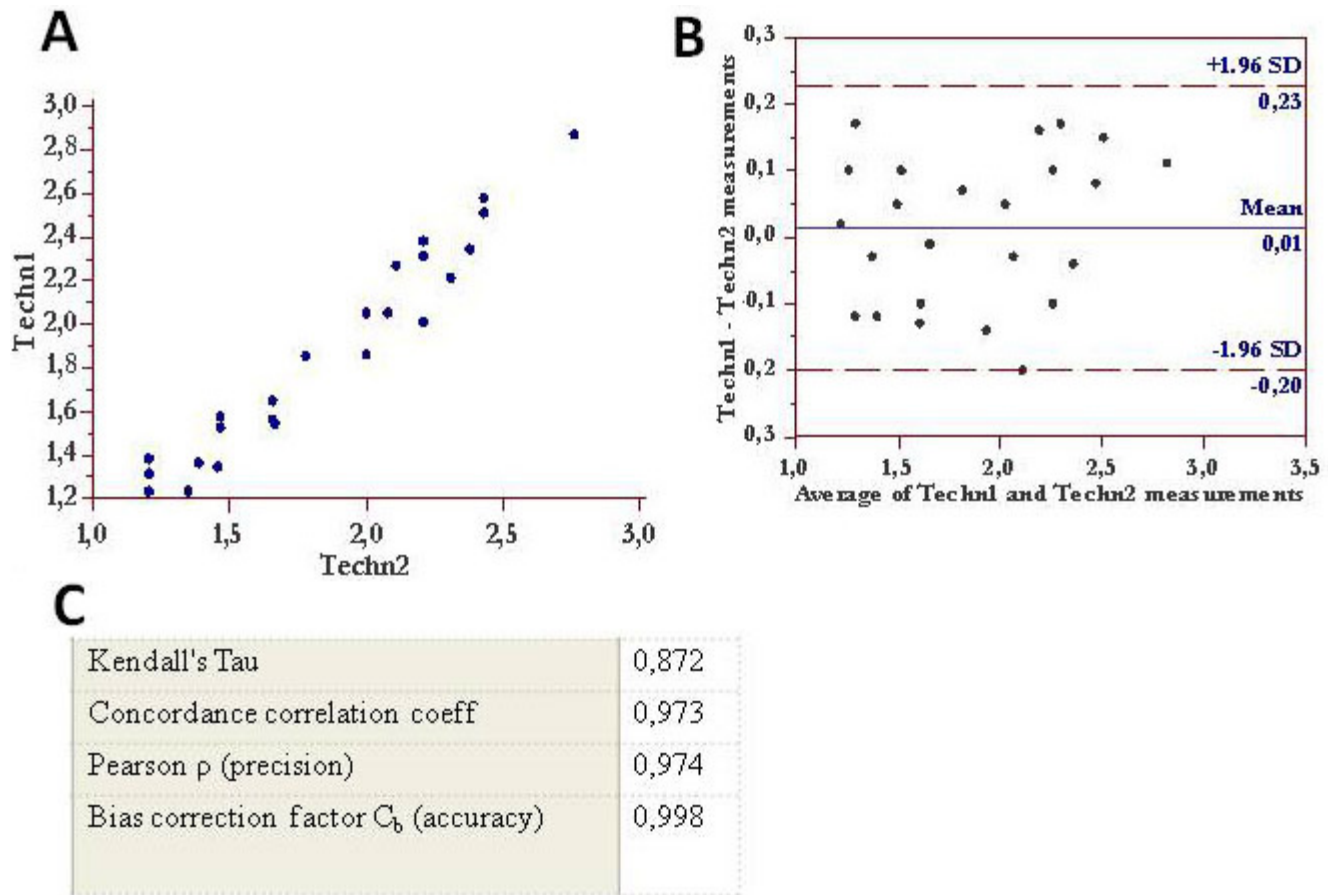 A
3,0
2,8
2,6
2,4
2,2
2,0
1,8
1,6
1,4
1,2
Techn1
1,0 1,5 2,0 2,5 3,0
Techn2
B
0,3
0,2
0,1
0,0
0,1
0,2
0,3
Techn1 - Techn2 measurements
+1.96 SD
0,23
Mean
0,01
-1.96 SD
-0,20
1,0 1,5 2,0 2,5 3,0 3,5
Average of Techn1 and Techn2 measurements
C
Kendall's Tau 0,872
Concordance correlation coeff 0,973
Pearson ρ (precision) 0,974
Bias correction factor Cb (accuracy) 0,998